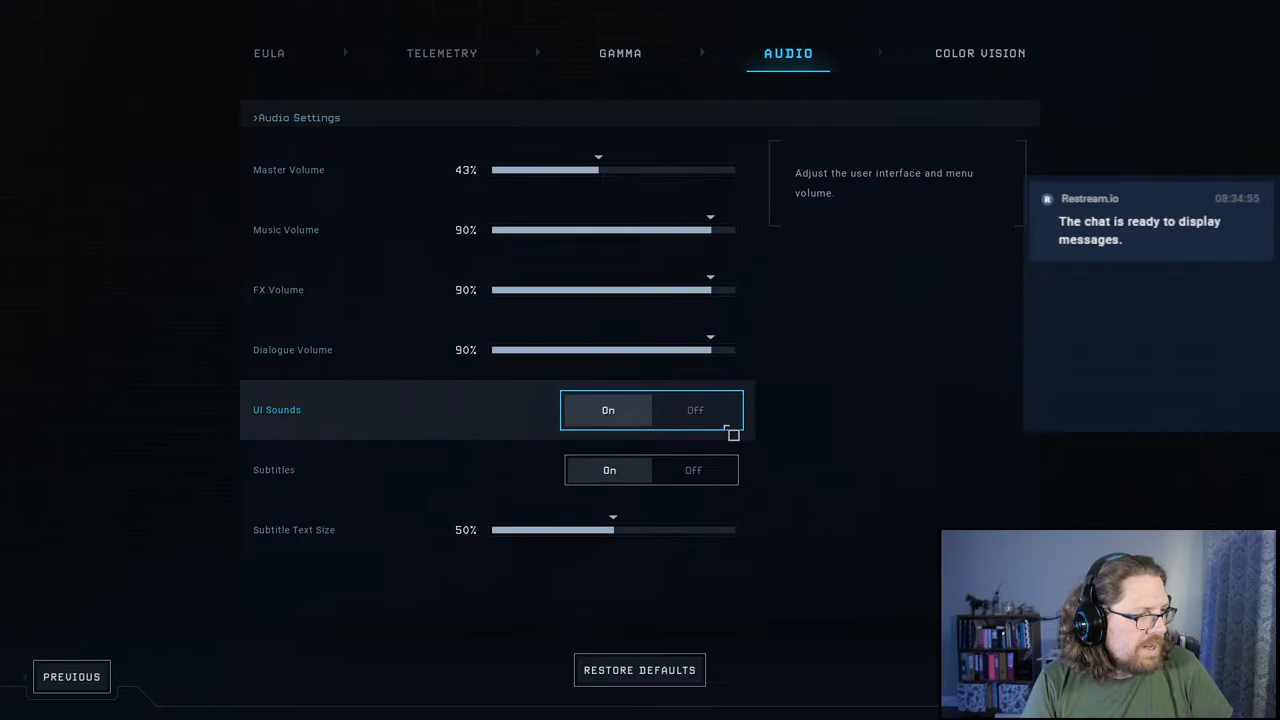 EULA
TELEMETRY
GAMMA
AUDIO
COLOR VISION
>Audio Settings
Master Volume 43%
Adjust the user interface and menu
volume.
Restream.io 08:34:55
The chat is ready to display
messages.
Music Volume 90%
FX Volume 90%
Dialogue Volume 90%
UI Sounds On Off
Subtitles On Off
Subtitle Text Size 50%
PREVIOUS
RESTORE DEFAULTS